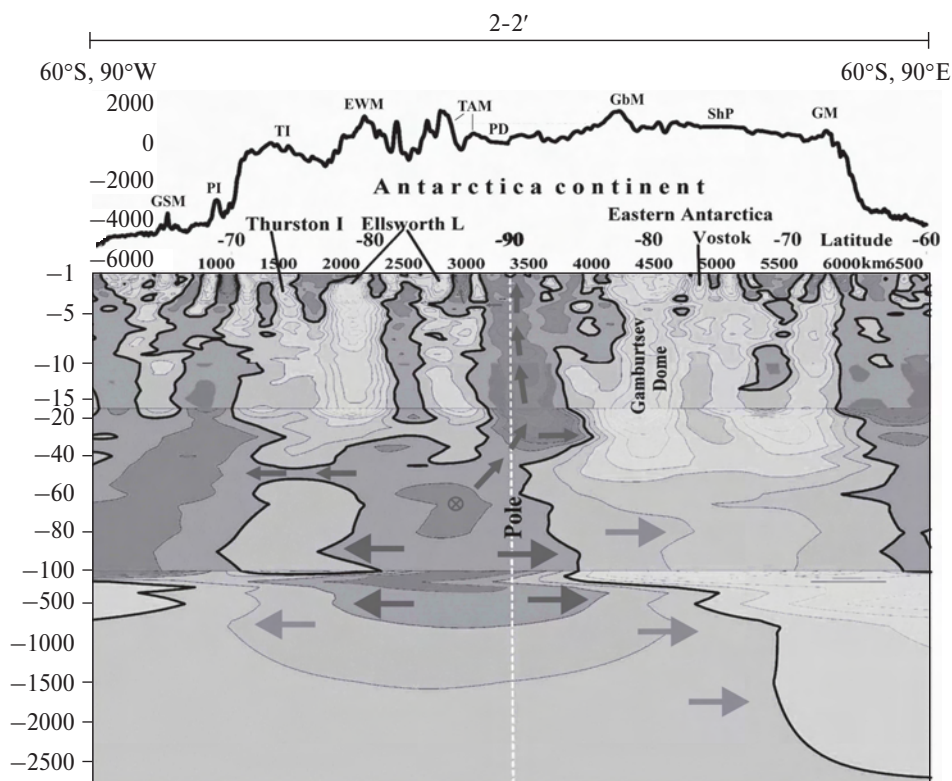 2-2′
60°S, 90°W 60°S, 90°E
2000
0
−2000
−4000
−6000
GSM PI TI EWM TAM PD GbM ShP GM
Antarctica continent
Thurston I Ellsworth L Eastern Antarctica
Vostok
-70 -80 -90 -80 -70 Latitude -60
1000 1500 2000 2500 3000 3500 4000 4500 5000 5500 6000km6500
−1
−5
−10
−15
−20
−40
−60
−80
−100
−500
−1000
−1500
−2000
−2500
Gamburtsev
Dome
Pole